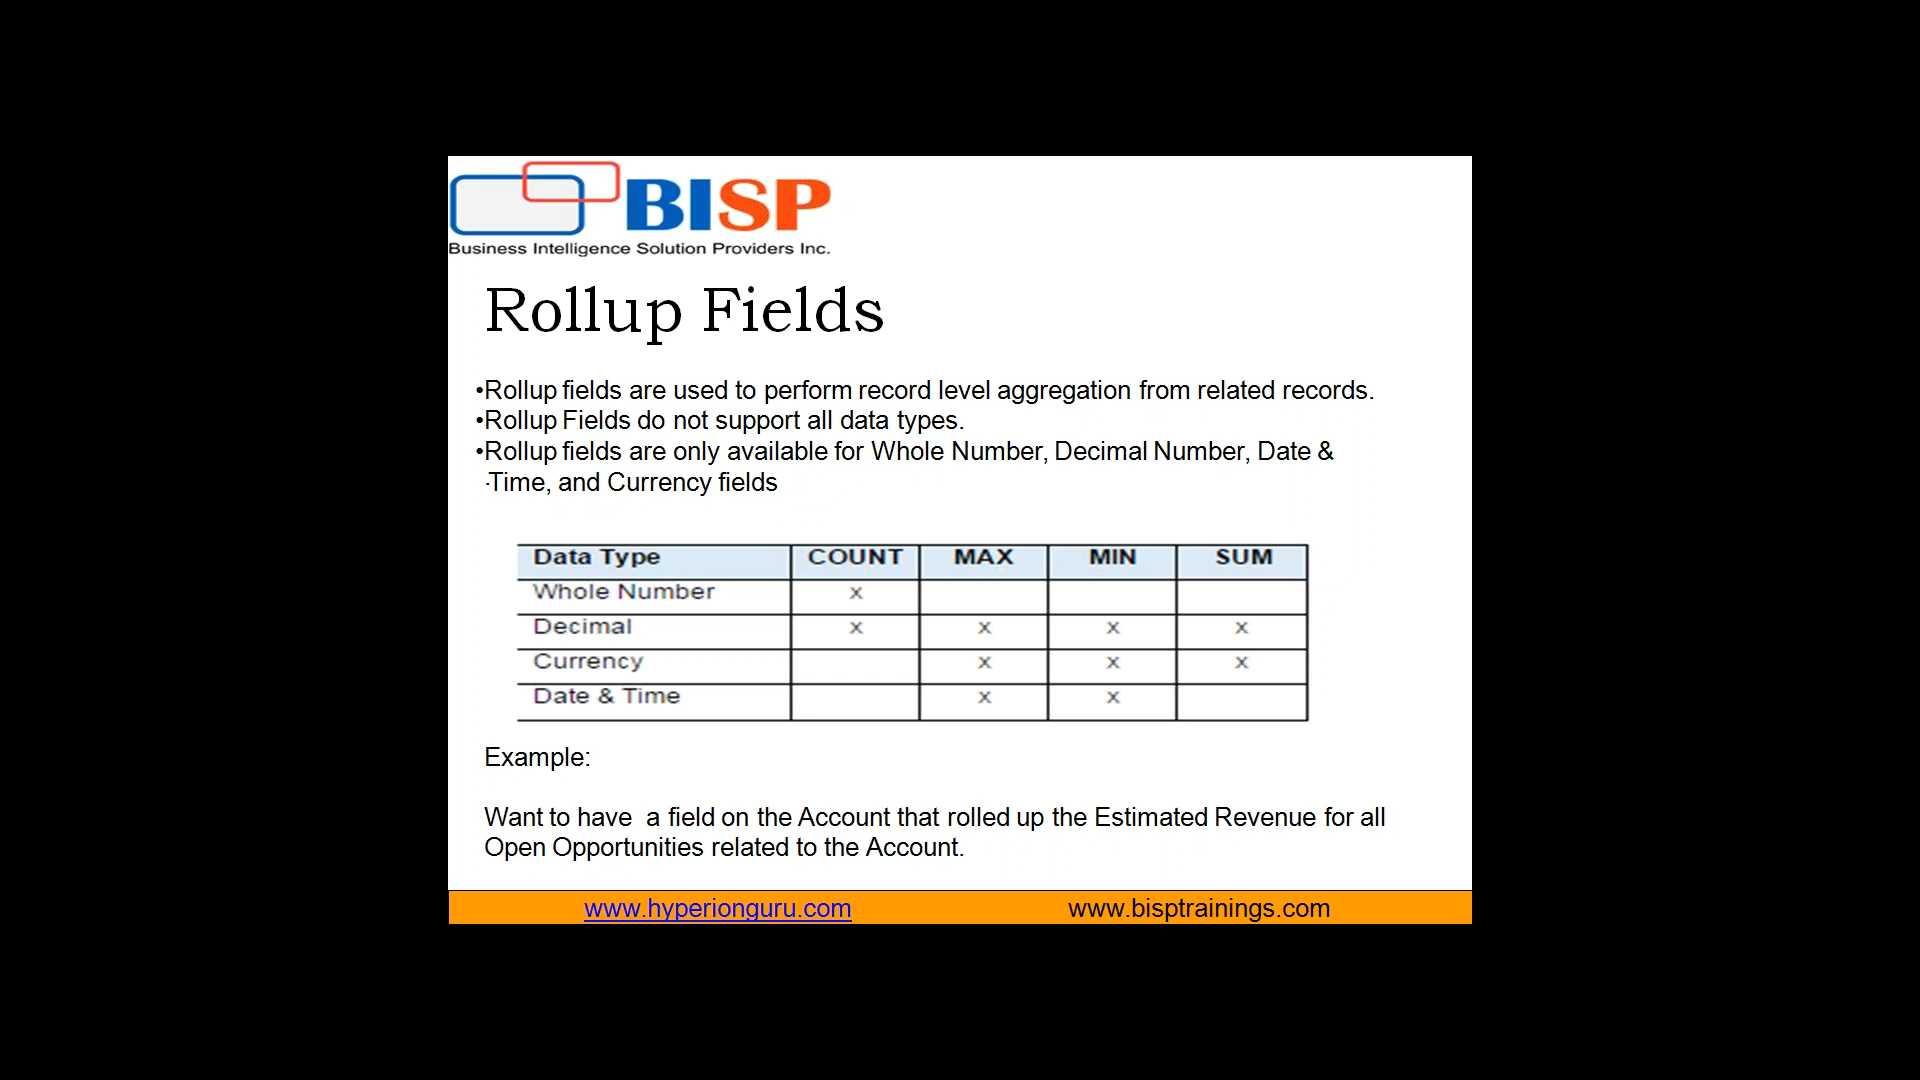 BISP
Business Intelligence Solution Providers Inc.
Rollup Fields
•Rollup fields are used to perform record level aggregation from related records.
•Rollup Fields do not support all data types.
•Rollup fields are only available for Whole Number, Decimal Number, Date &
·Time, and Currency fields
Data Type COUNT MAX MIN SUM
Whole Number x
Decimal x x x x
Currency x x x
Date & Time x x
Example:
Want to have  a field on the Account that rolled up the Estimated Revenue for all
Open Opportunities related to the Account.
www.hyperionguru.com www.bisptrainings.com